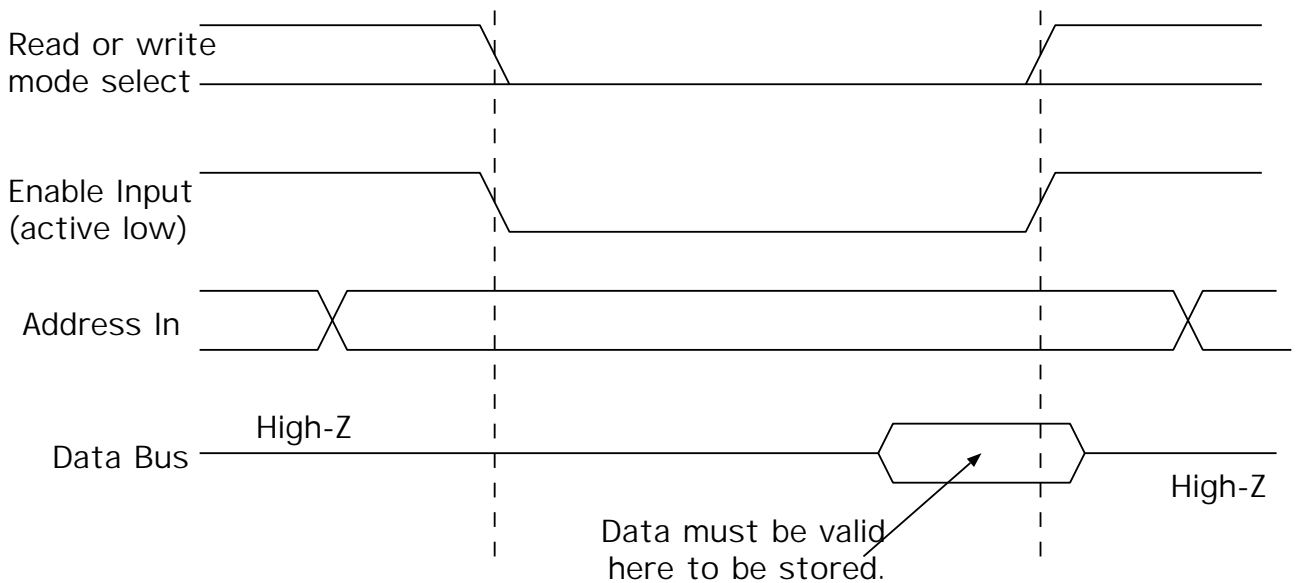 Read or write
mode select
Enable Input
(active low)
Address In
High-Z
Data Bus
High-Z
Data must be valid
here to be stored.